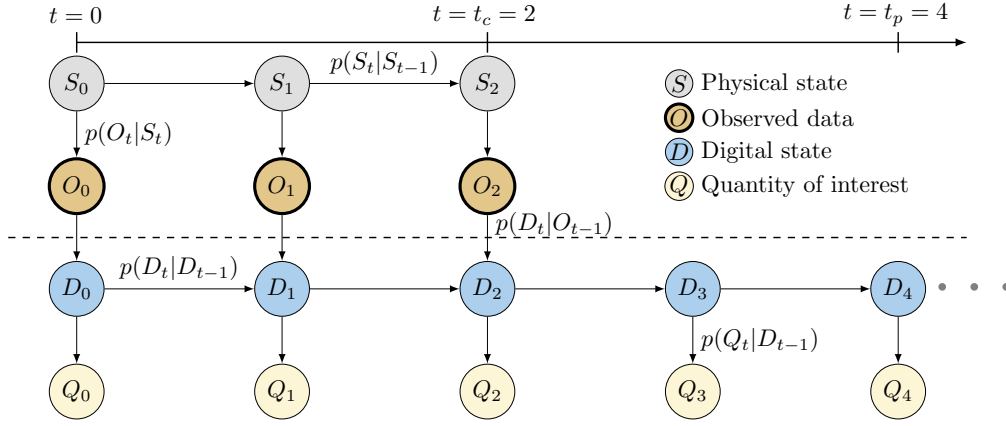 t = 0
t = t_c = 2
t = t_p = 4
S_0
S_1
p(S_t|S_{t−1})
S_2
S Physical state
O Observed data
D Digital state
Q Quantity of interest
p(O_t|S_t)
O_0
O_1
O_2
p(D_t|O_{t−1})
p(D_t|D_{t−1})
D_0
D_1
D_2
D_3
D_4
p(Q_t|D_{t−1})
Q_0
Q_1
Q_2
Q_3
Q_4